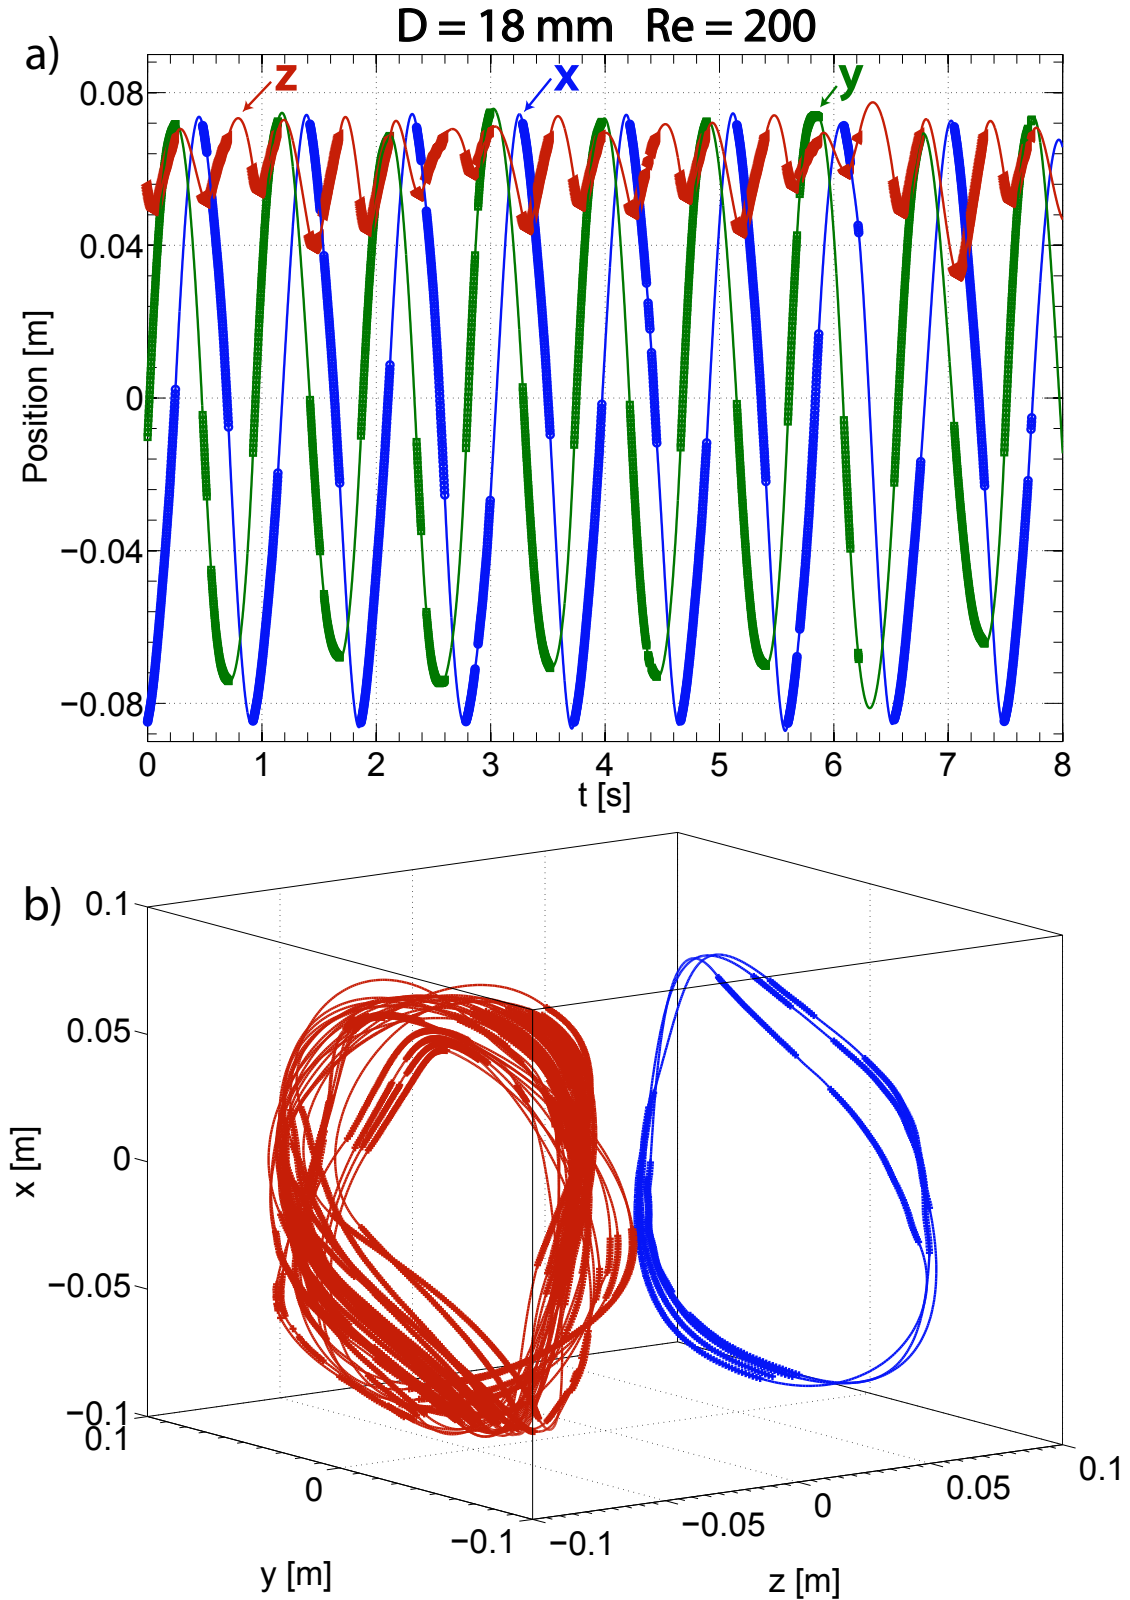 D = 18 mm Re = 200
a)
z
x
y
0.08
0.04
0
−0.04
−0.08
Position [m]
0 1 2 3 4 5 6 7 8
t [s]
b)
0.1
0.05
0
−0.05
−0.1
x [m]
0.1
0
−0.1
y [m]
−0.1
−0.05
0
0.05
0.1
z [m]